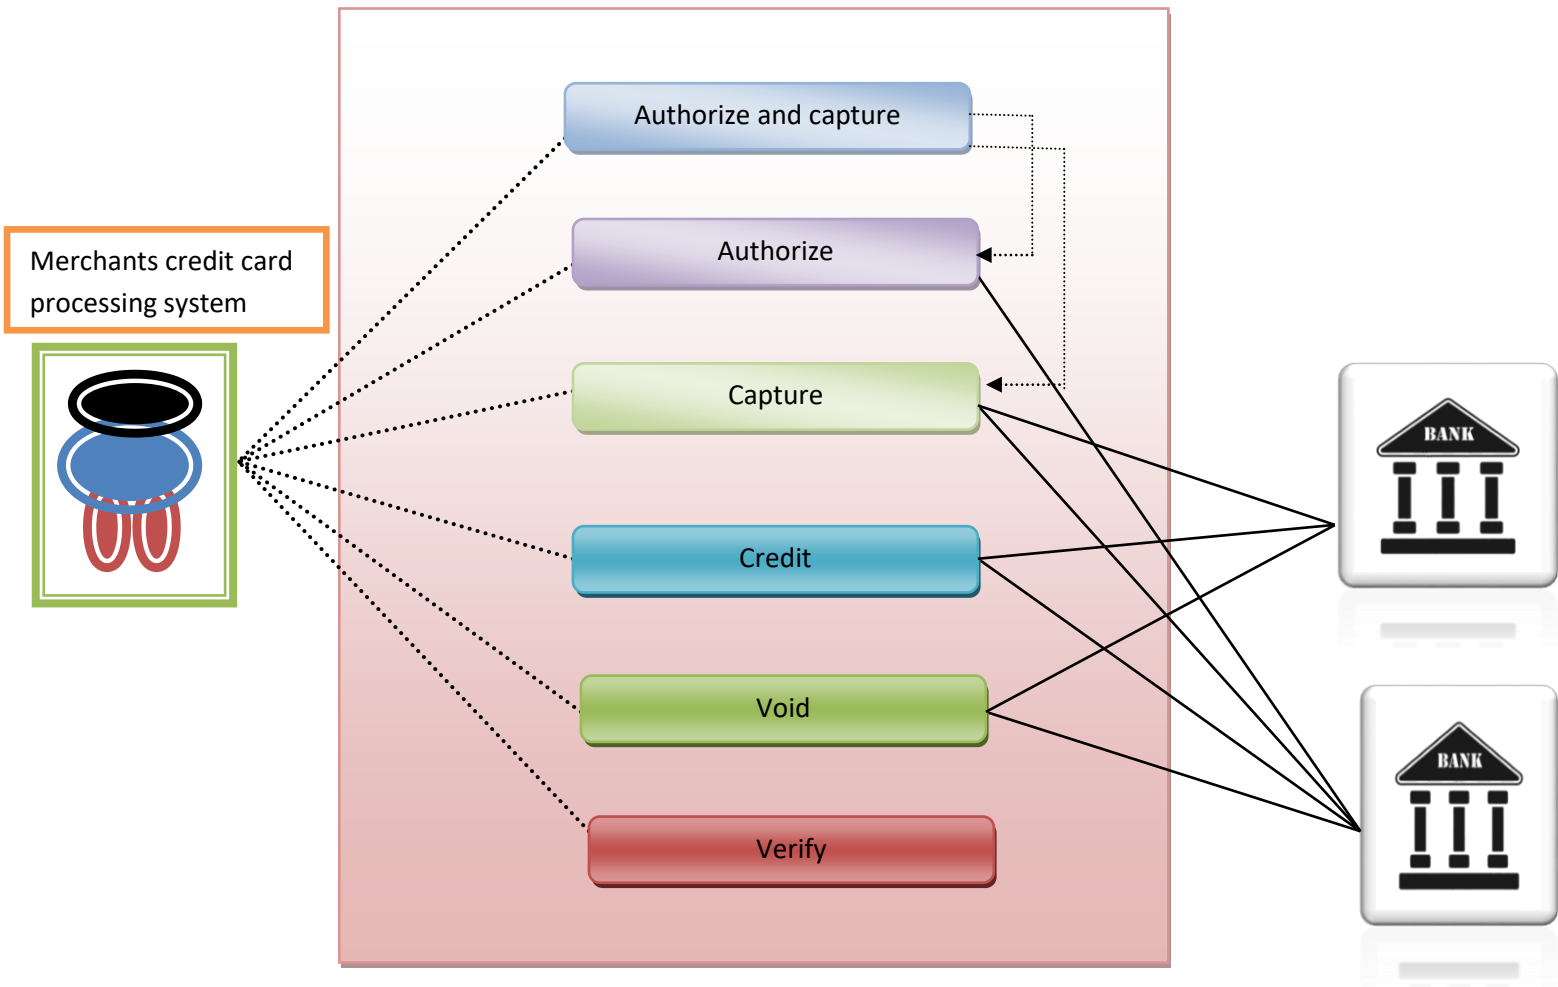 Authorize and capture
Authorize
Merchants credit card
processing system
Capture
BANK
Credit
Void
BANK
Verify